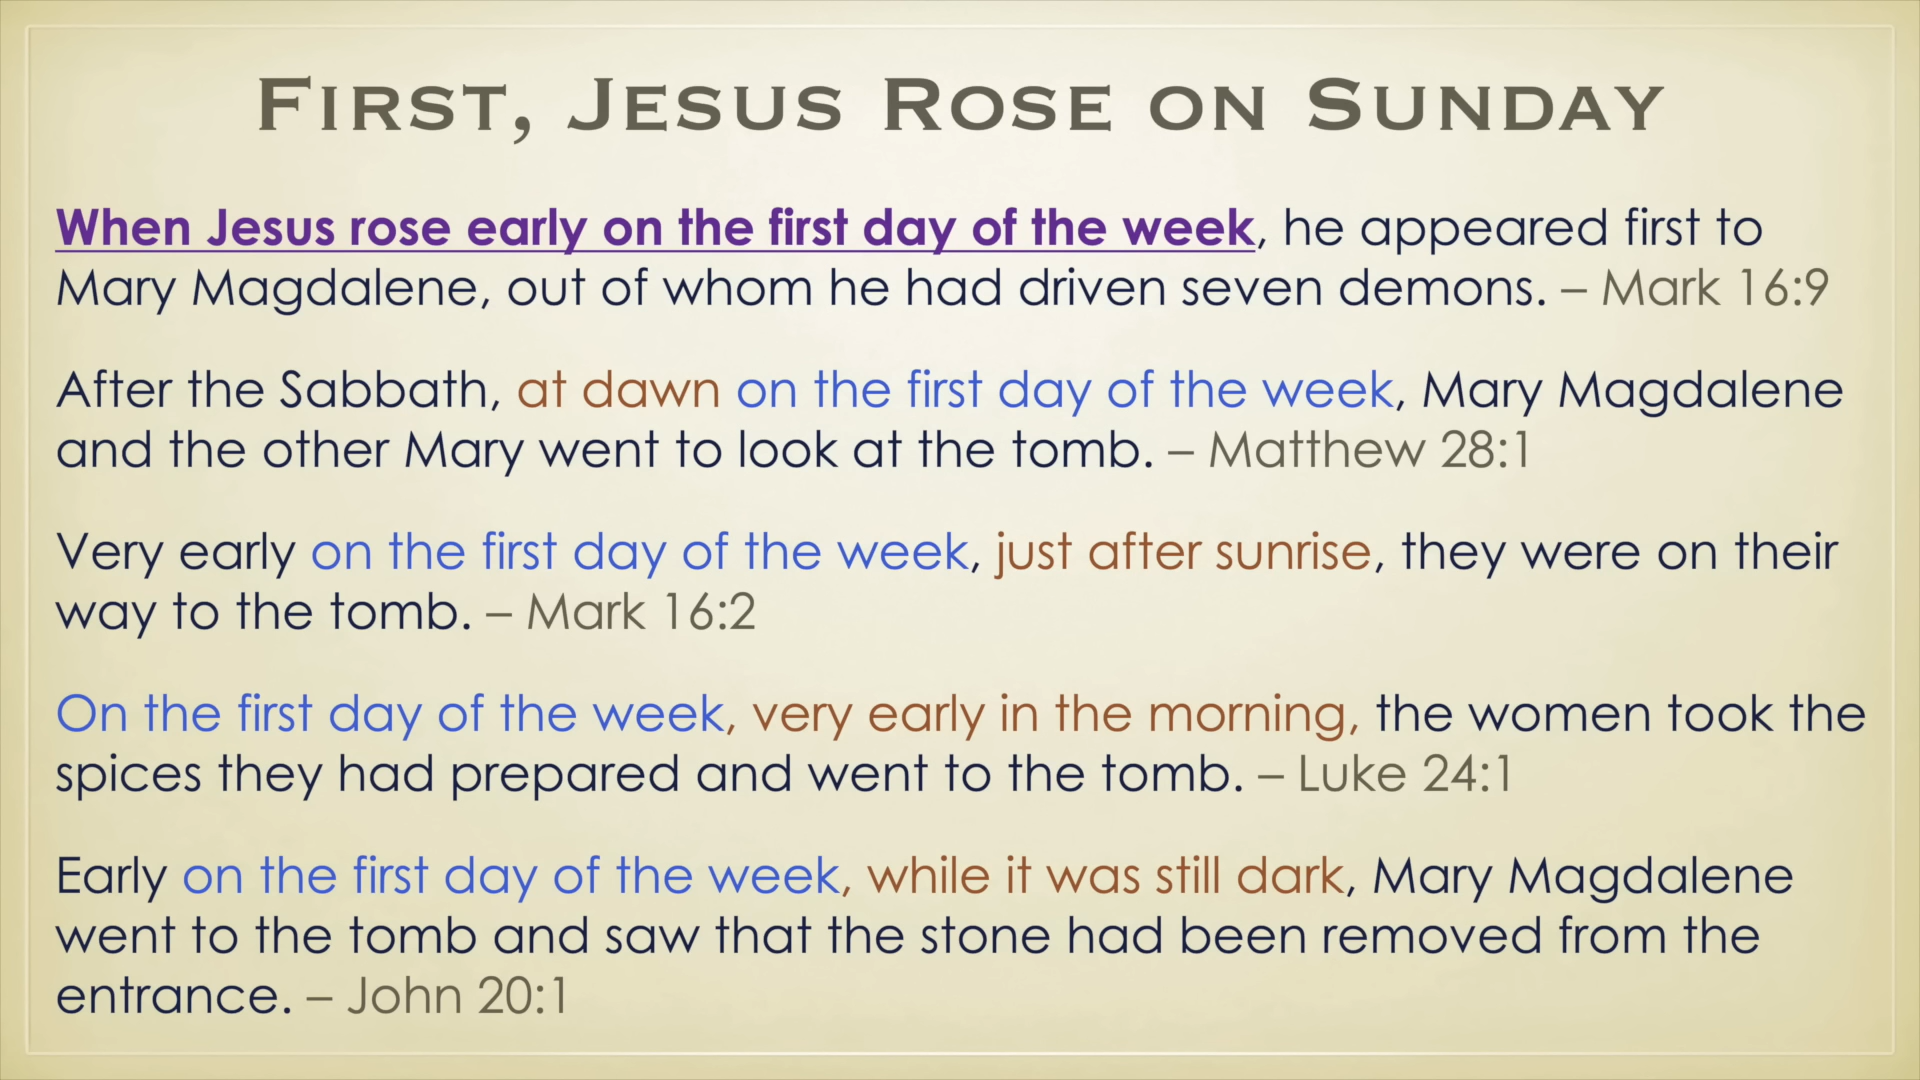 First, Jesus Rose on Sunday
When Jesus rose early on the first day of the week, he appeared first to
Mary Magdalene, out of whom he had driven seven demons. – Mark 16:9
After the Sabbath, at dawn on the first day of the week, Mary Magdalene
and the other Mary went to look at the tomb. – Matthew 28:1
Very early on the first day of the week, just after sunrise, they were on their
way to the tomb. – Mark 16:2
On the first day of the week, very early in the morning, the women took the
spices they had prepared and went to the tomb. – Luke 24:1
Early on the first day of the week, while it was still dark, Mary Magdalene
went to the tomb and saw that the stone had been removed from the
entrance. – John 20:1